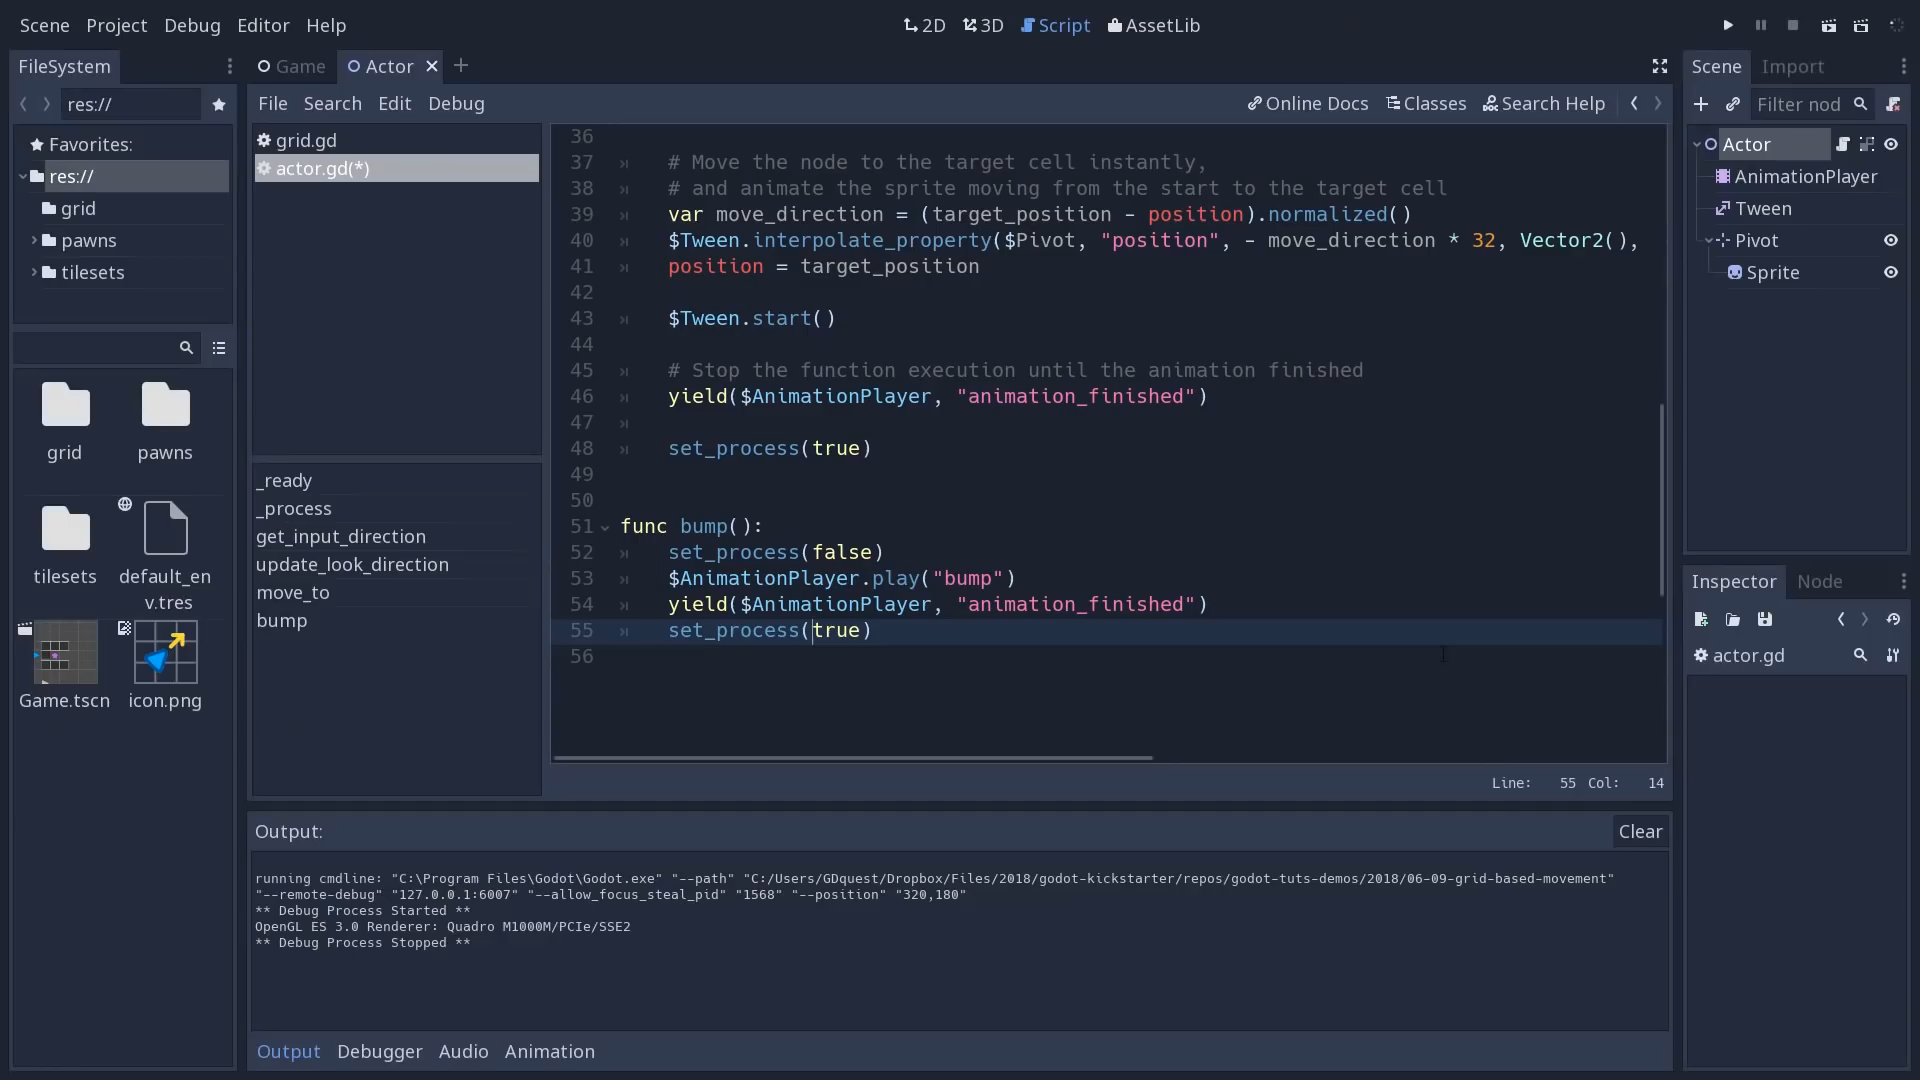 Scene Project Debug Editor Help
2D 3D Script AssetLib
FileSystem
res://
Favorites:
res://
grid
pawns
tilesets
grid pawns
tilesets default_en
v.tres
Game.tscn icon.png
Game Actor
File Search Edit Debug
Online Docs Classes Search Help
grid.gd
actor.gd(*)
_ready
_process
get_input_direction
update_look_direction
move_to
bump
36
37 # Move the node to the target cell instantly,
38 # and animate the sprite moving from the start to the target cell
39 var move_direction = (target_position - position).normalized()
40 $Tween.interpolate_property($Pivot, "position", - move_direction * 32, Vector2(),
41 position = target_position
42
43 $Tween.start()
44
45 # Stop the function execution until the animation finished
46 yield($AnimationPlayer, "animation_finished")
47
48 set_process(true)
49
50
51 func bump():
52 set_process(false)
53 $AnimationPlayer.play("bump")
54 yield($AnimationPlayer, "animation_finished")
55 set_process(true)
56
Line: 55 Col: 14
Output:
Clear
running cmdline: "C:\Program Files\Godot\Godot.exe" "--path" "C:/Users/GDquest/Dropbox/Files/2018/godot-kickstarter/repos/godot-tuts-demos/2018/06-09-grid-based-movement"
"--remote-debug" "127.0.0.1:6007" "--allow_focus_steal_pid" "1568" "--position" "320,180"
** Debug Process Started **
OpenGL ES 3.0 Renderer: Quadro M1000M/PCIe/SSE2
** Debug Process Stopped **
Output Debugger Audio Animation
Scene Import
Filter nod
Actor
AnimationPlayer
Tween
Pivot
Sprite
Inspector Node
actor.gd